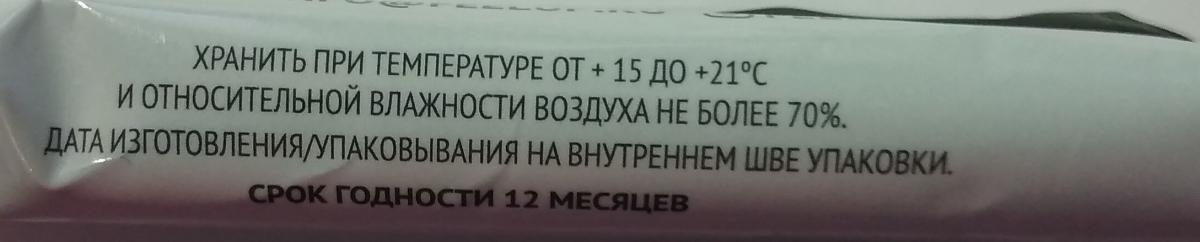 ХРАНИТЬ ПРИ ТЕМПЕРАТУРЕ ОТ + 15 ДО +21°С
И ОТНОСИТЕЛЬНОЙ ВЛАЖНОСТИ ВОЗДУХА НЕ БОЛЕЕ 70%.
ДАТА ИЗГОТОВЛЕНИЯ/УПАКОВЫВАНИЯ НА ВНУТРЕННЕМ ШВЕ УПАКОВКИ.
СРОК ГОДНОСТИ 12 МЕСЯЦЕВ